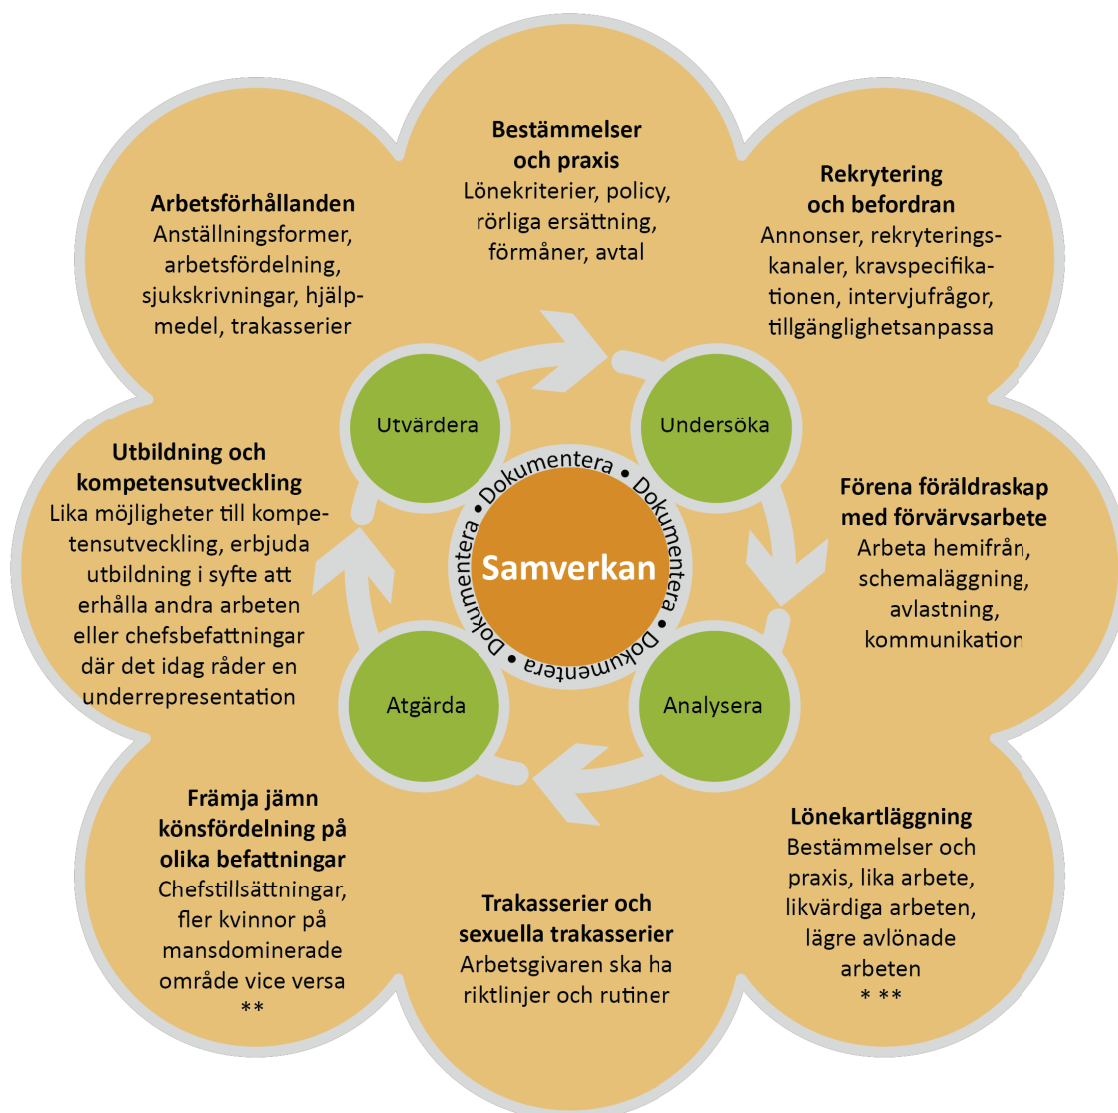 Bestämmelser
och praxis
Lönekriterier, policy,
rörliga ersättning,
förmåner, avtal
Rekrytering
och befordran
Annonser, rekryterings-
kanaler, kravspecifika-
tionen, intervjufrågor,
tillgänglighetsanpassa
Förena föräldraskap
med förvärvsarbete
Arbeta hemifrån,
schemaläggning,
avlastning,
kommunikation
Lönekartläggning
Bestämmelser och
praxis, lika arbete,
likvärdiga arbeten,
lägre avlönade
arbeten
* **
Trakasserier och
sexuella trakasserier
Arbetsgivaren ska ha
riktlinjer och rutiner
Främja jämn
könsfördelning på
olika befattningar
Chefstillsättningar,
fler kvinnor på
mansdominerade
område vice versa
**
Utbildning och
kompetensutveckling
Lika möjligheter till kompe-
tensutveckling, erbjuda
utbildning i syfte att
erhålla andra arbeten
eller chefsbefattningar
där det idag råder en
underrepresentation
Arbetsförhållanden
Anställningsformer,
arbetsfördelning,
sjukskrivningar, hjälp-
medel, trakasserier
Utvärdera
Undersöka
Analysera
Atgärda
Dokumentera • Dokumentera • Dokumentera • Dokumentera •
Samverkan